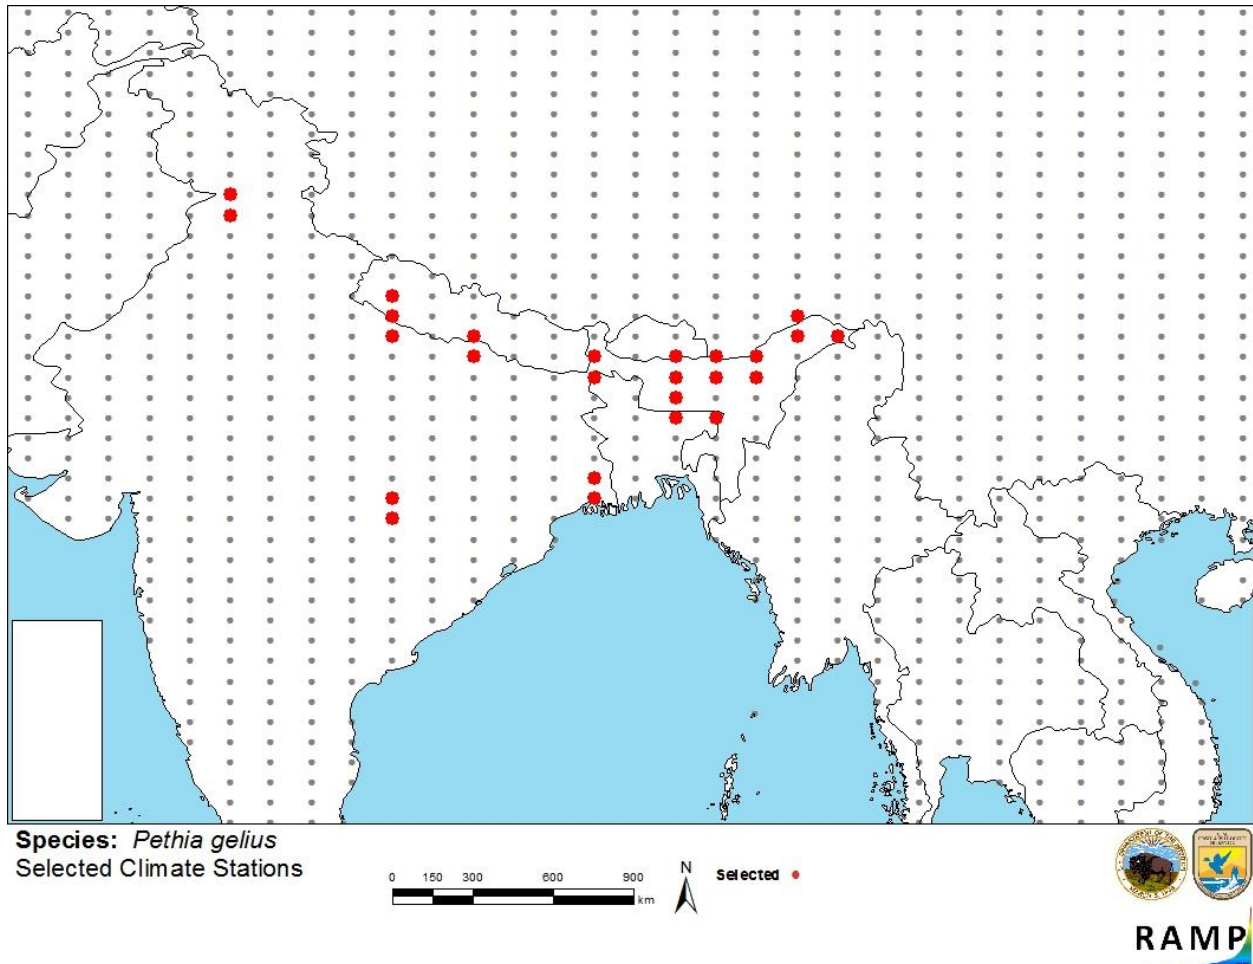 Species: Pethia gelius
Selected Climate Stations
0 150 300 600 900
km
N
Selected
RAMP